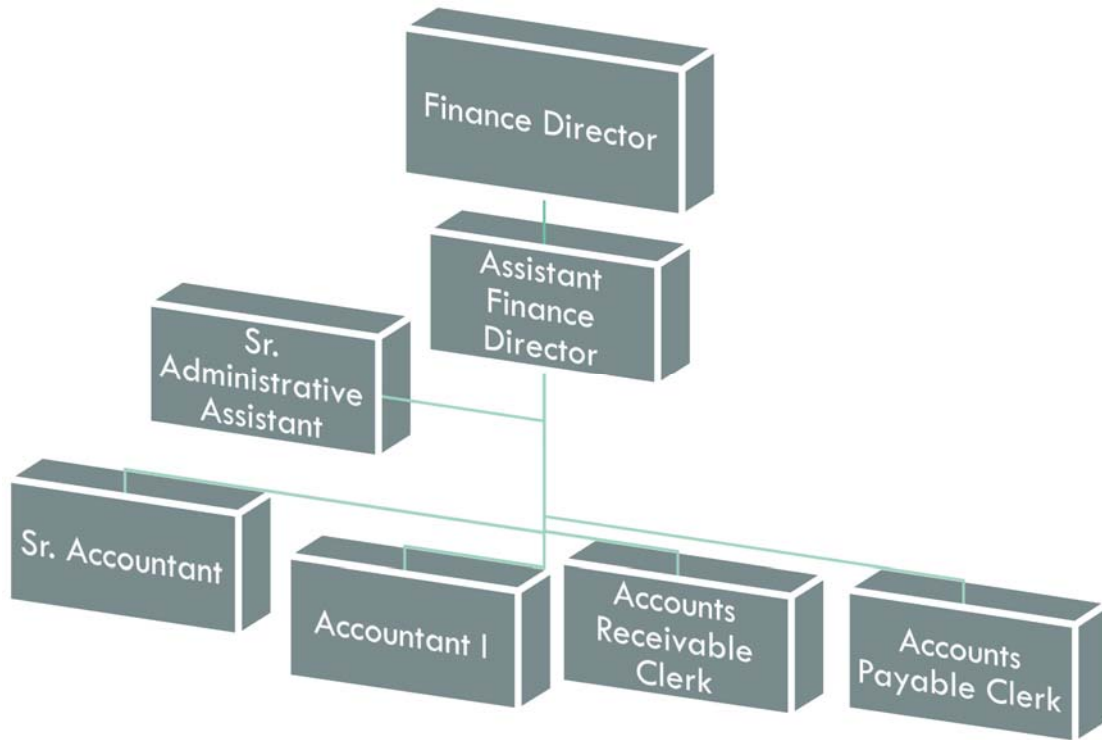 Finance Director
Assistant
Finance
Director
Sr.
Administrative
Assistant
Sr. Accountant
Accountant I
Accounts
Receivable
Clerk
Accounts
Payable Clerk